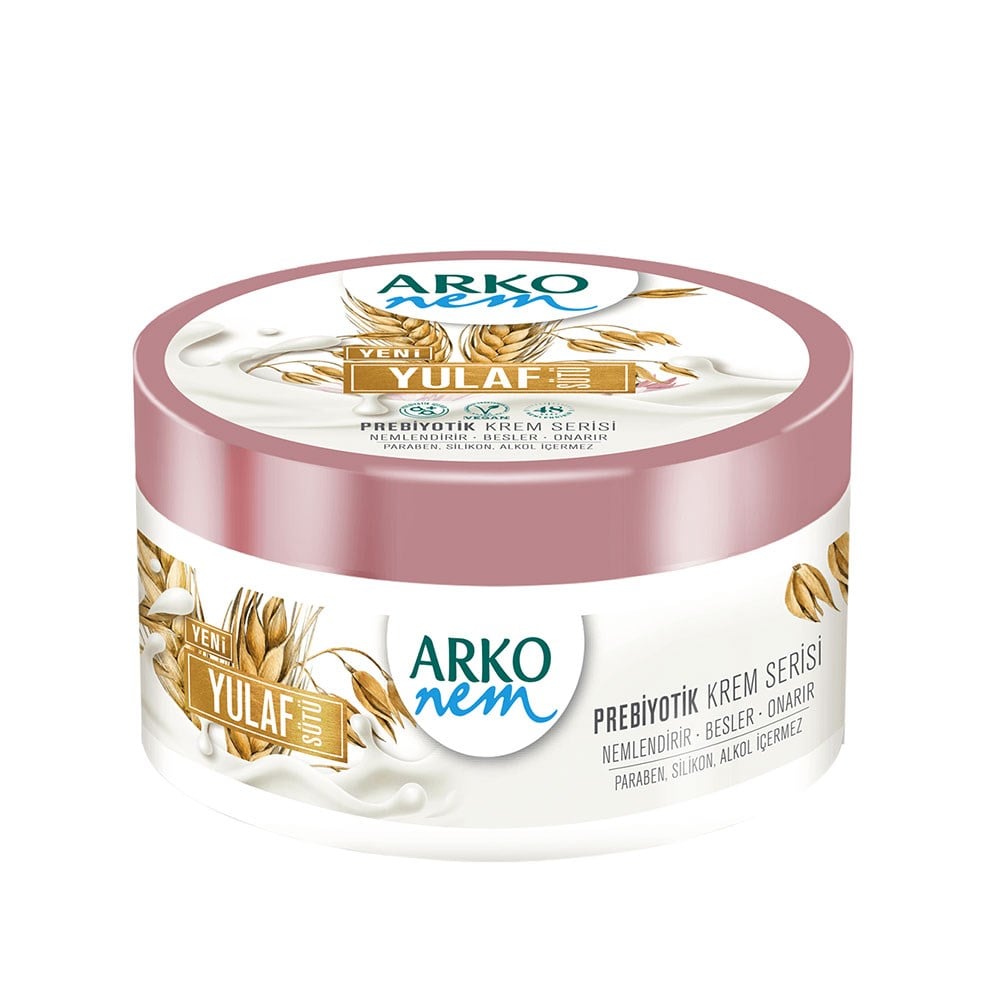 ARKO
nem
YENİ
YULAF
SÜTÜ
VEGAN
48
PREBİYOTİK KREM SERİSİ
NEMLENDİRİR · BESLER · ONARIR
PARABEN, SİLİKON, ALKOL İÇERMEZ
YENİ
YULAF
SÜTÜ
ARKO
nem
PREBİYOTİK KREM SERİSİ
NEMLENDİRİR · BESLER · ONARIR
PARABEN, SİLİKON, ALKOL İÇERMEZ